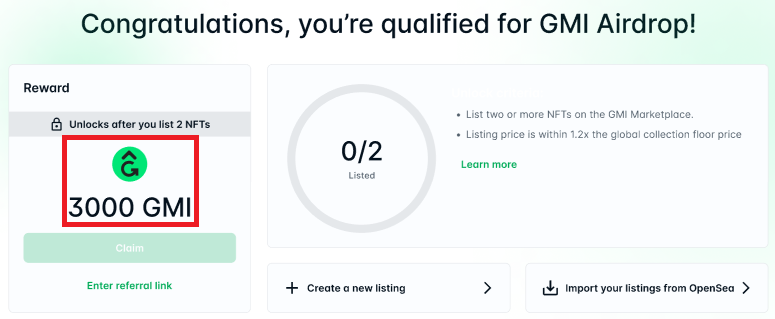 Congratulations, you’re qualified for GMI Airdrop!
Reward
Unlocks after you list 2 NFTs
3000 GMI
Claim
Enter referral link
0/2
Listed
• List two or more NFTs on the GMI Marketplace.
• Listing price is within 1.2x the global collection floor price
Learn more
Create a new listing
Import your listings from OpenSea